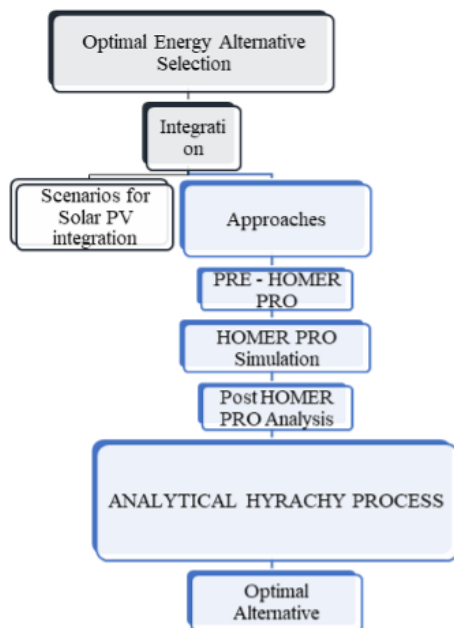 Optimal Energy Alternative
Selection
Integrati
on
Scenarios for
Solar PV
integration
Approaches
PRE - HOMER
PRO
HOMER PRO
Simulation
Post HOMER
PRO Analysis
ANALYTICAL HYRACHY PROCESS
Optimal
Alternative